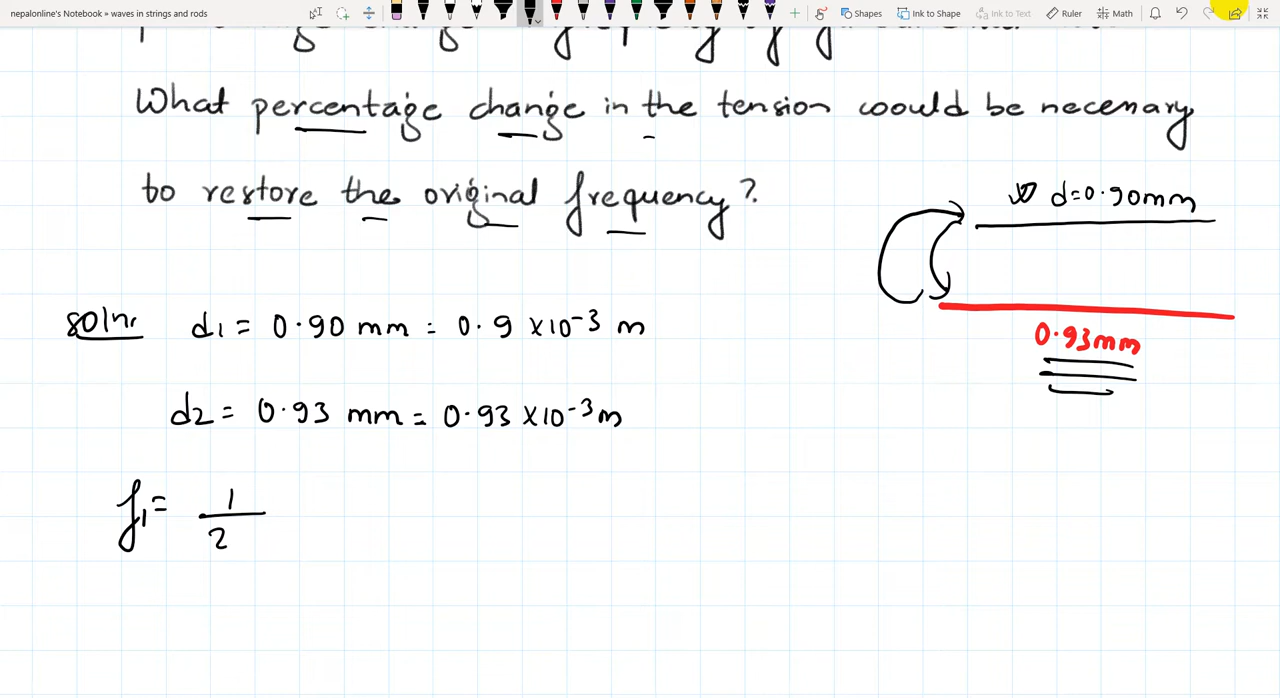 nepalonline's Notebook » waves in strings and rods
Shapes Ink to Shape Ink to Text Ruler Math
What percentage change in the tension would be necenary
to restore the original frequency?
d=0.90mm
0.93mm
soln. d1 = 0.90 mm = 0.9 ×10-3 m
d2 = 0.93 mm = 0.93 ×10-3 m
f1 = 1
2